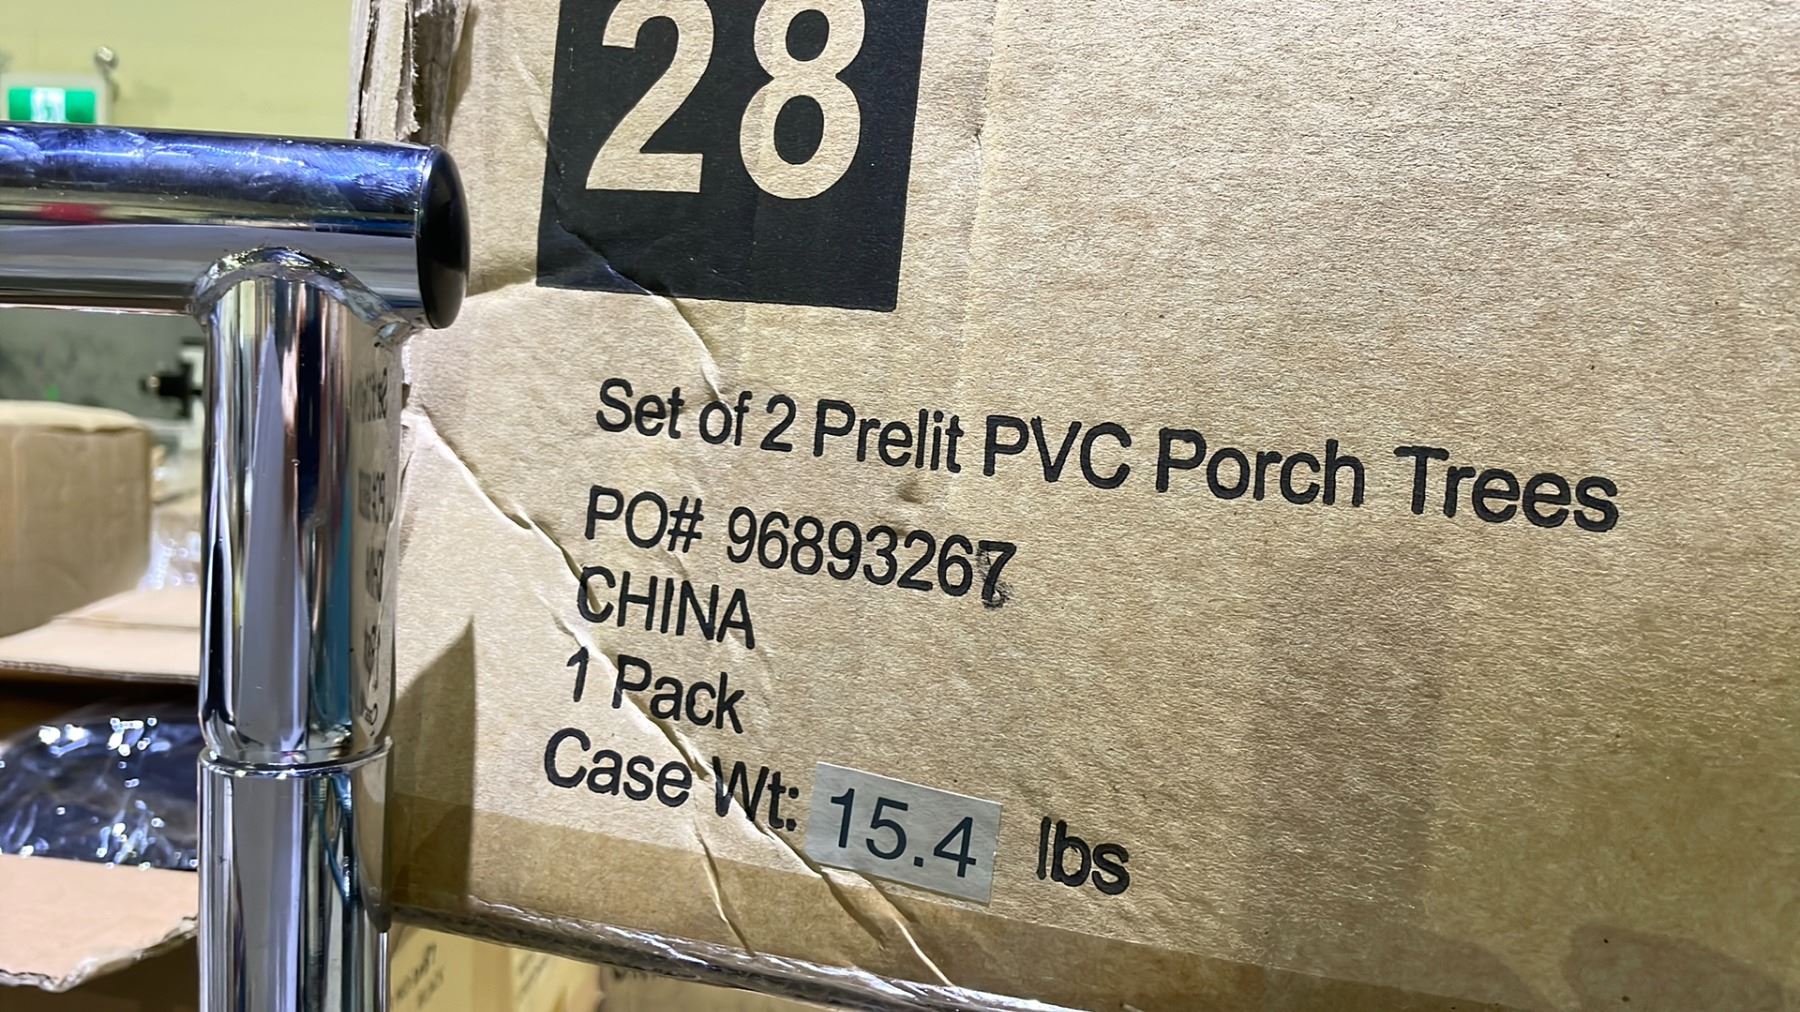 28
Set of 2 Prelit PVC Porch Trees
PO# 96893267
CHINA
1 Pack
Case Wt: 15.4 lbs